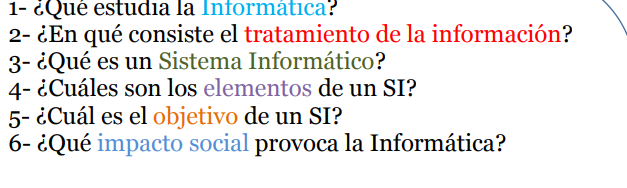 1- ¿Qué estudia la Informática?
2- ¿En qué consiste el tratamiento de la información?
3- ¿Qué es un Sistema Informático?
4- ¿Cuáles son los elementos de un SI?
5- ¿Cuál es el objetivo de un SI?
6- ¿Qué impacto social provoca la Informática?